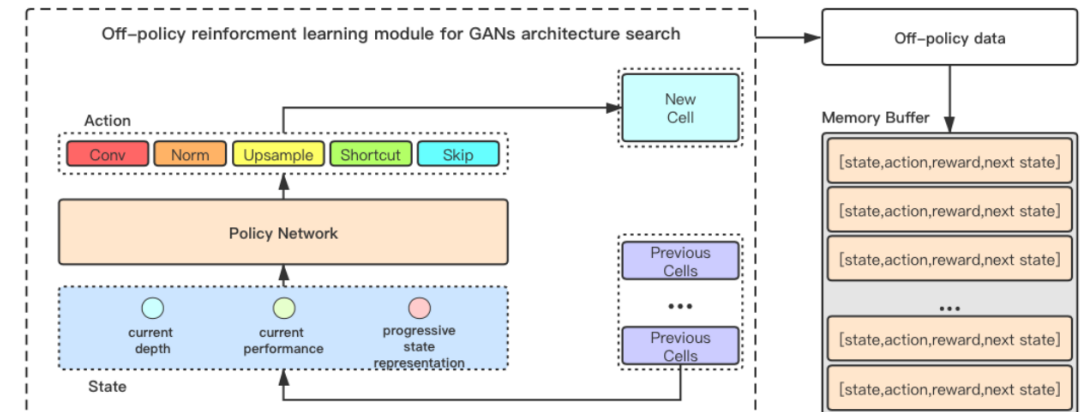 Off-policy reinforcment learning module for GANs architecture search
Off-policy data
New
Cell
Action
Conv
Norm
Upsample
Shortcut
Skip
Policy Network
current
depth
current
performance
progressive
state
representation
State
Previous
Cells
...
Previous
Cells
Memory Buffer
[state,action,reward,next state]
[state,action,reward,next state]
[state,action,reward,next state]
...
[state,action,reward,next state]
[state,action,reward,next state]